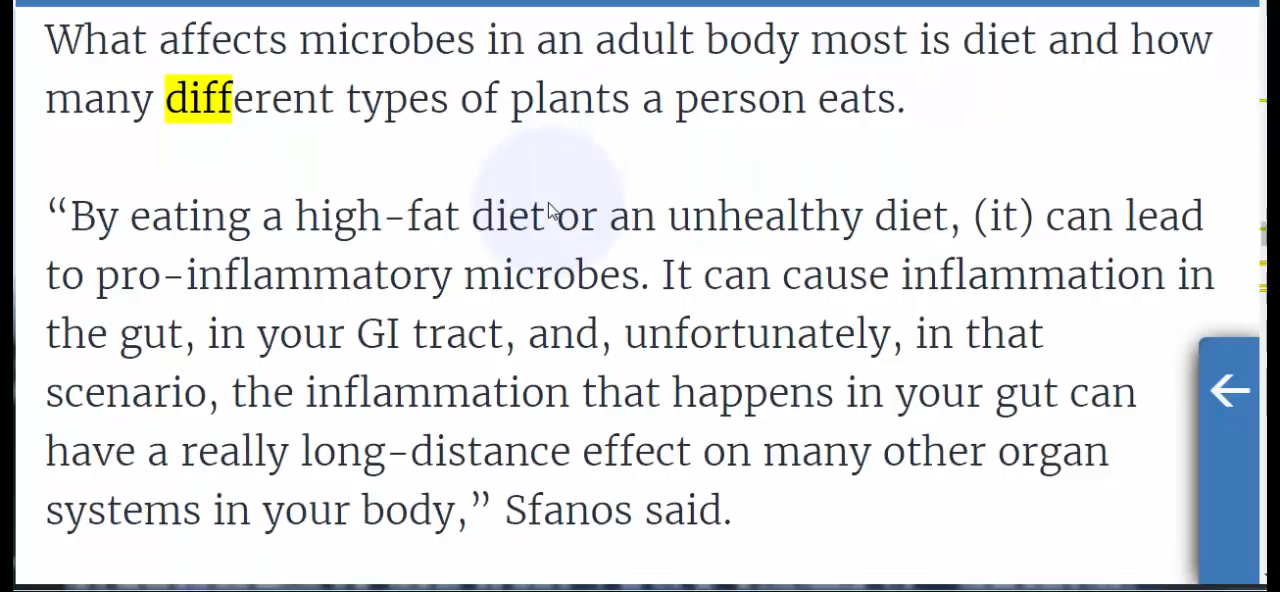 What affects microbes in an adult body most is diet and how
many different types of plants a person eats.
“By eating a high-fat diet or an unhealthy diet, (it) can lead
to pro-inflammatory microbes. It can cause inflammation in
the gut, in your GI tract, and, unfortunately, in that
scenario, the inflammation that happens in your gut can
have a really long-distance effect on many other organ
systems in your body,” Sfanos said.